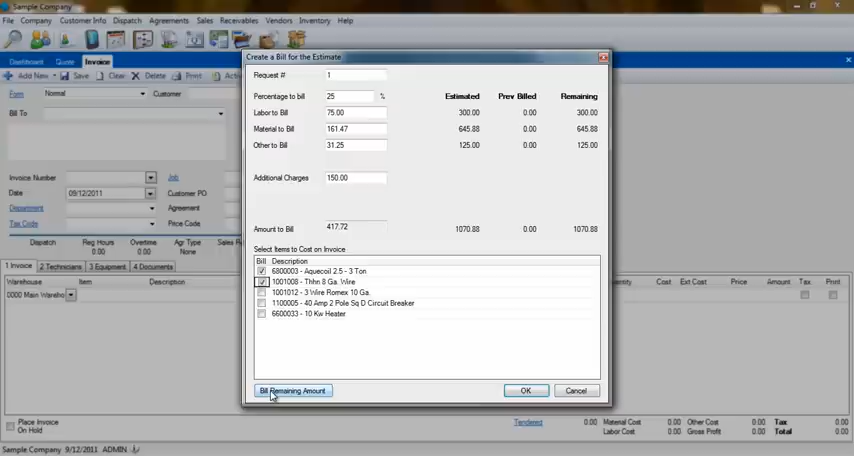 Sample Company
File Company Customer Info Dispatch Agreements Sales Receivables Vendors Inventory Help
Dashboard Quote Invoice
Add New Save Clear Delete Print
Form Normal Customer
Bill To
Invoice Number Job
Date 09/12/2011 Customer PO
Department Agreement
Tax Code Price Code
Dispatch Reg Hours Overtime Agr Type
0.00 0.00 None
1 Invoice 2 Technicians 3 Equipment 4 Documents
Warehouse Item Description Cost Ext Cost Price Amount Tax Print
Create a Bill for the Estimate
Request # 1
Percentage to bill 25 % Estimated Prev Billed Remaining
Labor to Bill 75.00 300.00 0.00 300.00
Material to Bill 161.47 645.88 0.00 645.88
Other to Bill 31.25 125.00 0.00 125.00
Additional Charges 150.00
Amount to Bill 417.72 1070.88 0.00 1070.88
Select Items to Cost on Invoice
Bill Description
6800003 - Aquecoil 2.5 - 3 Ton
1001008 - Thhn 8 Ga. Wire
1001012 - 3 Wire Romex 10 Ga.
1100005 - 40 Amp 2 Pole Sq D Circuit Breaker
6600033 - 10 Kw Heater
Bill Remaining Amount OK Cancel
Place Invoice
On Hold
Tendered 0.00 Material Cost 0.00 Other Cost 0.00 Tax 0.00
Labor Cost 0.00 Gross Profit 0.00 Total 0.00
Sample Company 9/12/2011 ADMIN